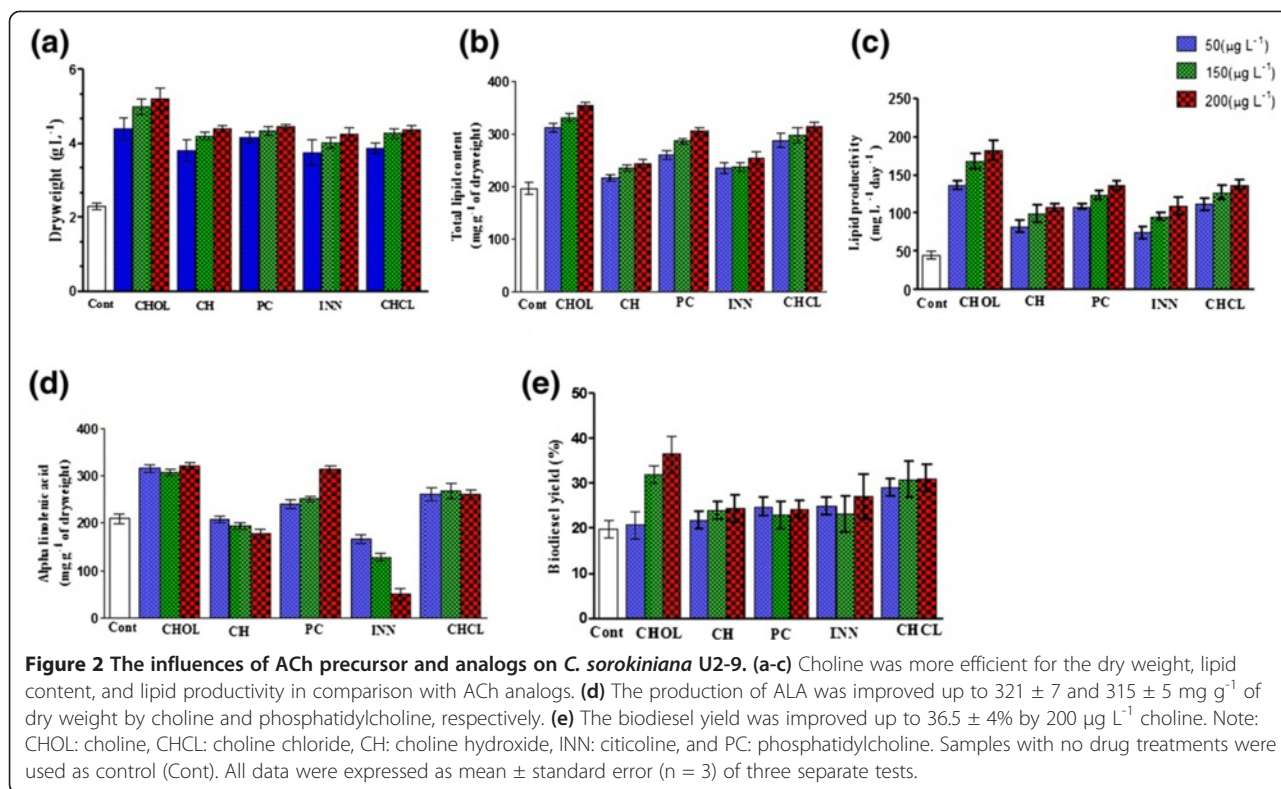 (a)
Dryweight (g L⁻¹)
6
4
2
0
Cont CHOL CH PC INN CHCL
(b)
Total lipid content
(mg g⁻¹ of dryweight)
400
300
200
100
0
Cont CHOL CH PC INN CHCL
(c)
50(µg L⁻¹)
150(µg L⁻¹)
200(µg L⁻¹)
Lipid productivity
(mg L⁻¹ day⁻¹)
250
200
150
100
50
0
Cont CHOL CH PC INN CHCL
(d)
Alpha linolenic acid
(mg g⁻¹ of dryweight)
400
300
200
100
0
Cont CHOL CH PC INN CHCL
(e)
Biodiesel yield (%)
50
40
30
20
10
0
Cont CHOL CH PC INN CHCL
Figure 2 The influences of ACh precursor and analogs on C. sorokiniana U2-9. (a-c) Choline was more efficient for the dry weight, lipid
content, and lipid productivity in comparison with ACh analogs. (d) The production of ALA was improved up to 321 ± 7 and 315 ± 5 mg g⁻¹ of
dry weight by choline and phosphatidylcholine, respectively. (e) The biodiesel yield was improved up to 36.5 ± 4% by 200 µg L⁻¹ choline. Note:
CHOL: choline, CHCL: choline chloride, CH: choline hydroxide, INN: citicoline, and PC: phosphatidylcholine. Samples with no drug treatments were
used as control (Cont). All data were expressed as mean ± standard error (n = 3) of three separate tests.